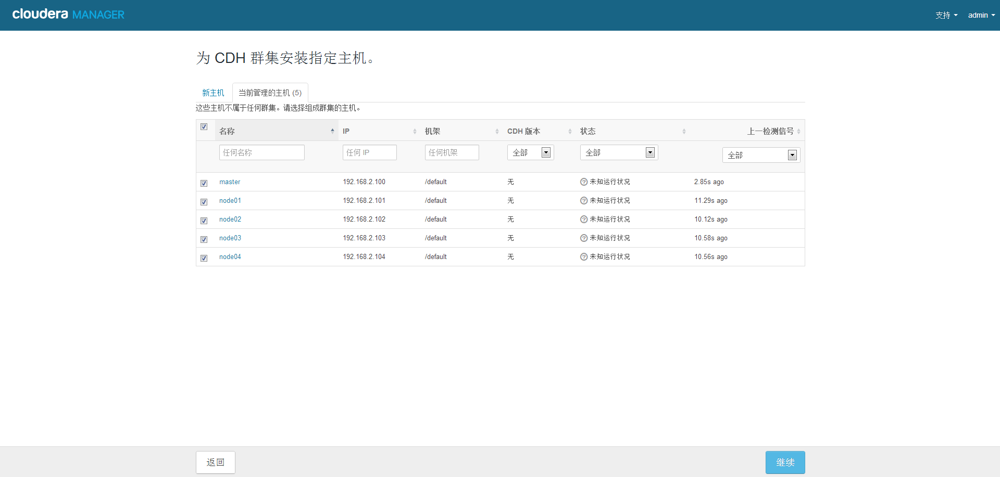 cloudera MANAGER 支持 admin
为 CDH 群集安装指定主机。
新主机 当前管理的主机 (5)
这些主机不属于任何群集。请选择组成群集的主机。
名称 IP 机架 CDH 版本 状态 上一检测信号
任何名称 任何 IP 任何机架 全部 全部 全部
master 192.168.2.100 /default 无 未知运行状况 2.85s ago
node01 192.168.2.101 /default 无 未知运行状况 11.29s ago
node02 192.168.2.102 /default 无 未知运行状况 10.12s ago
node03 192.168.2.103 /default 无 未知运行状况 10.58s ago
node04 192.168.2.104 /default 无 未知运行状况 10.56s ago
返回 继续